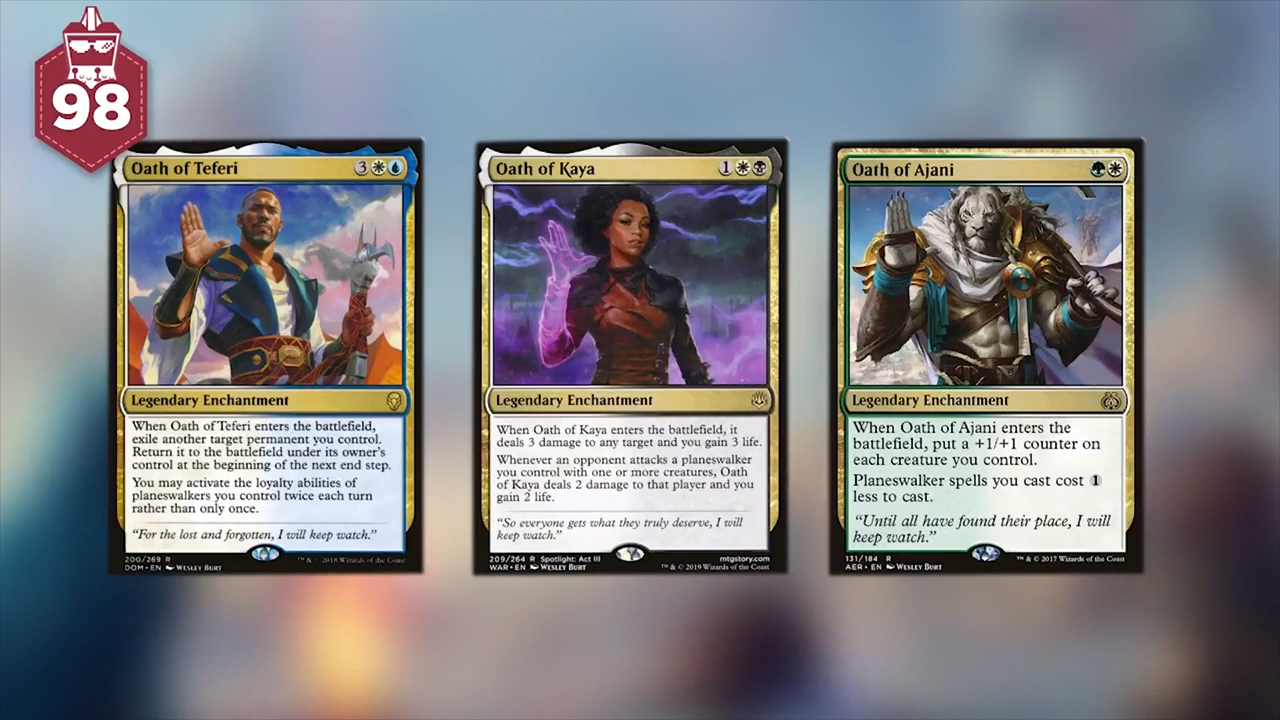 98
Oath of Teferi
3
Legendary Enchantment
When Oath of Teferi enters the battlefield,
exile another target permanent you control.
Return it to the battlefield under its owner's
control at the beginning of the next end step.
You may activate the loyalty abilities of
planeswalkers you control twice each turn
rather than only once.
"For the lost and forgotten, I will keep watch."
200/269 R
DOM • EN WESLEY BURT
™ & © 2018 Wizards of the Coast
Oath of Kaya
1
Legendary Enchantment
When Oath of Kaya enters the battlefield, it
deals 3 damage to any target and you gain 3 life.
Whenever an opponent attacks a planeswalker
you control with one or more creatures, Oath
of Kaya deals 2 damage to that player and you
gain 2 life.
"So everyone gets what they truly deserve, I will
keep watch."
209/264 R Spotlight: Act III
WAR • EN WESLEY BURT
mtgstory.com
™ & © 2019 Wizards of the Coast
Oath of Ajani
Legendary Enchantment
When Oath of Ajani enters the
battlefield, put a +1/+1 counter on
each creature you control.
Planeswalker spells you cast cost 1
less to cast.
"Until all have found their place, I will
keep watch."
131/184 R
AER • EN WESLEY BURT
™ & © 2017 Wizards of the Coast